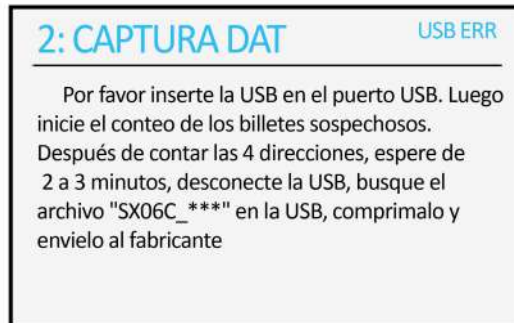 2: CAPTURA DAT
USB ERR
Por favor inserte la USB en el puerto USB. Luego
inicie el conteo de los billetes sospechosos.
Después de contar las 4 direcciones, espere de
2 a 3 minutos, desconecte la USB, busque el
archivo "SX06C_***" en la USB, comprimalo y
envielo al fabricante